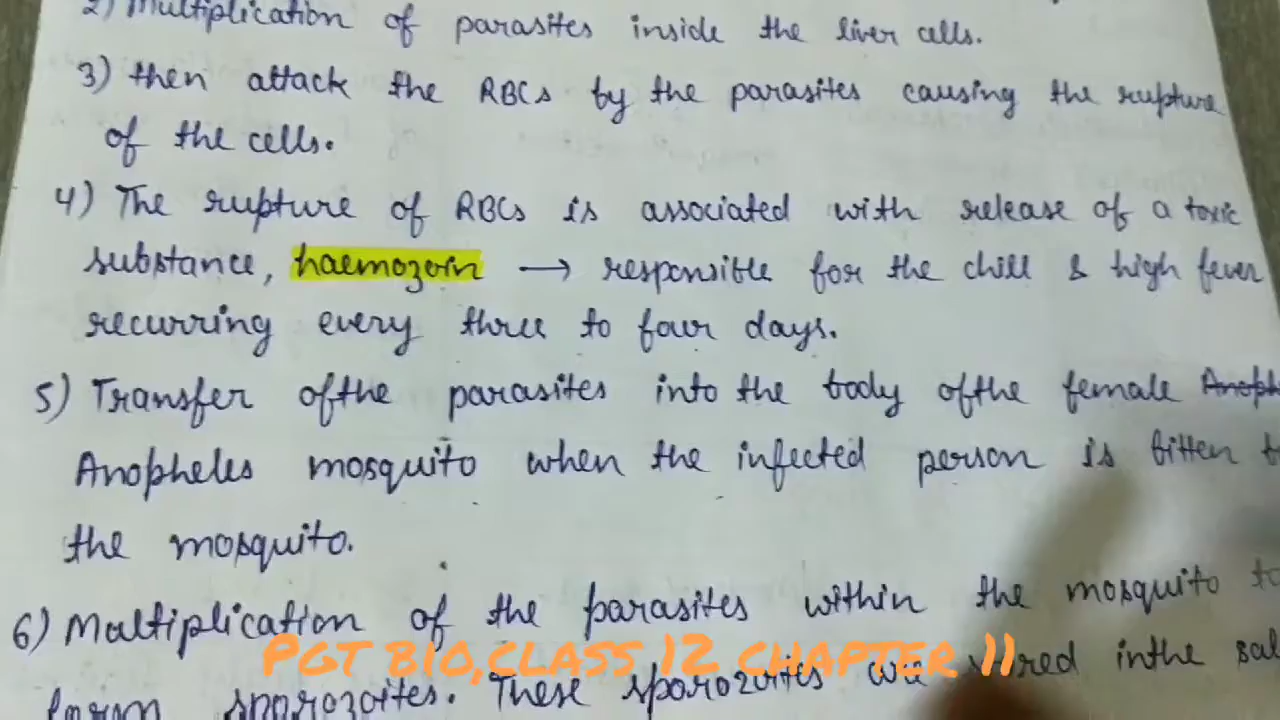 2) Multiplication of parasites inside the liver cells.
3) then attack the RBCs by the parasites causing the rupture
of the cells.
4) The rupture of RBCs is associated with release of a toxic
substance, haemozoin → responsible for the chill & high fever
recurring every three to four days.
5) Transfer of the parasites into the body of the female
Anopheles mosquito when the infected person is bitten
the mosquito.
6) Multiplication of the parasites within the mosquito to
form sporozoites. These sporozoites are in the
PGT BIO,CLASS 12 CHAPTER 11